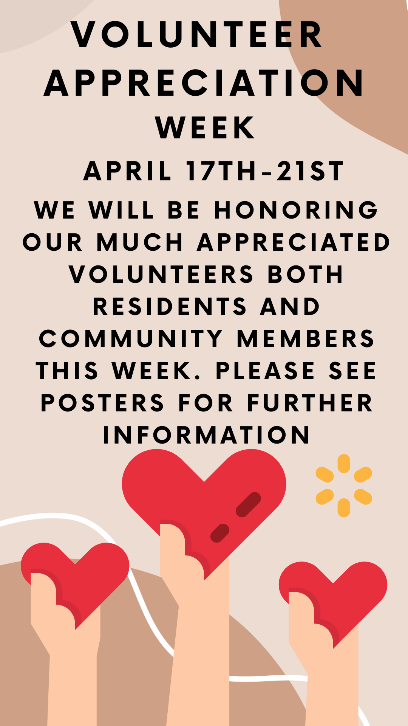 VOLUNTEER
APPRECIATION
WEEK
APRIL 17TH-21ST
WE WILL BE HONORING
OUR MUCH APPRECIATED
VOLUNTEERS BOTH
RESIDENTS AND
COMMUNITY MEMBERS
THIS WEEK. PLEASE SEE
POSTERS FOR FURTHER
INFORMATION